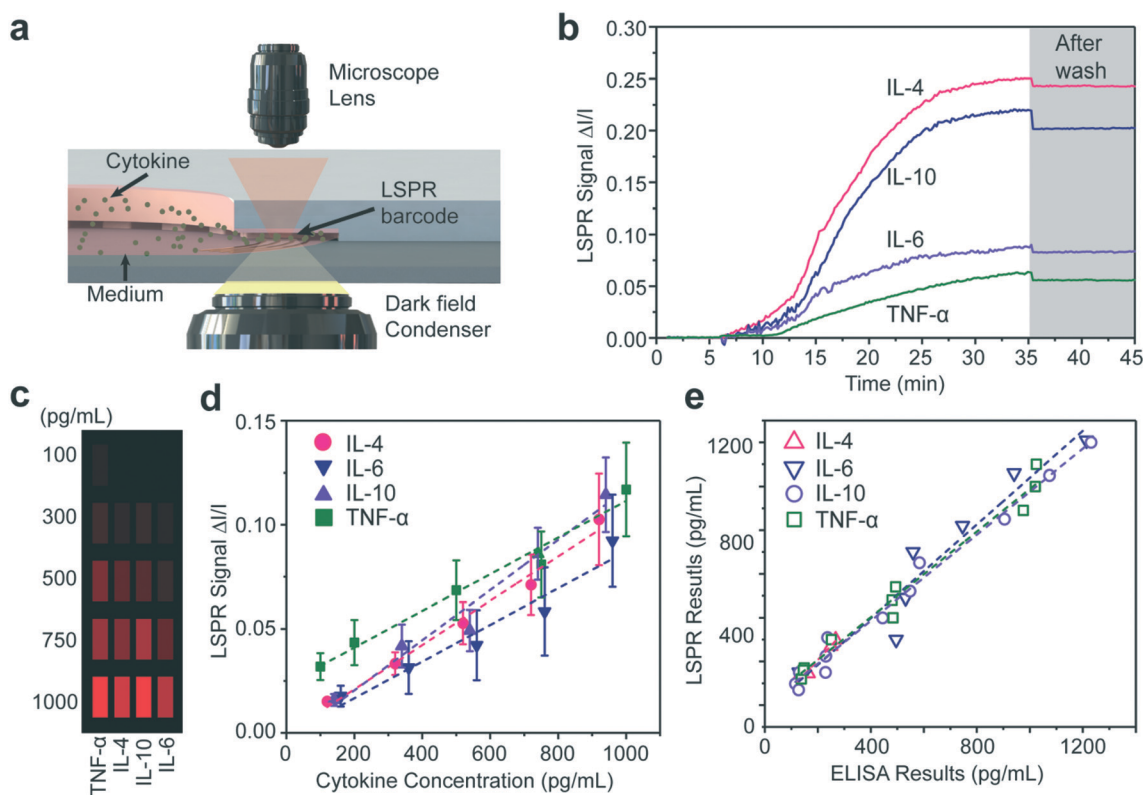 a
Microscope
Lens
Cytokine
LSPR
barcode
Medium
Dark field
Condenser
b
LSPR Signal ΔI/I
0.30
0.25
0.20
0.15
0.10
0.05
0.00
After
wash
IL-4
IL-10
IL-6
TNF-α
0 5 10 15 20 25 30 35 40 45
Time (min)
c
(pg/mL)
100
300
500
750
1000
TNF-α
IL-4
IL-10
IL-6
d
LSPR Signal ΔI/I
0.15
0.10
0.05
0.00
IL-4
IL-6
IL-10
TNF-α
0 200 400 600 800 1000
Cytokine Concentration (pg/mL)
e
LSPR Resutls (pg/mL)
1200
800
400
0
IL-4
IL-6
IL-10
TNF-α
0 400 800 1200
ELISA Results (pg/mL)